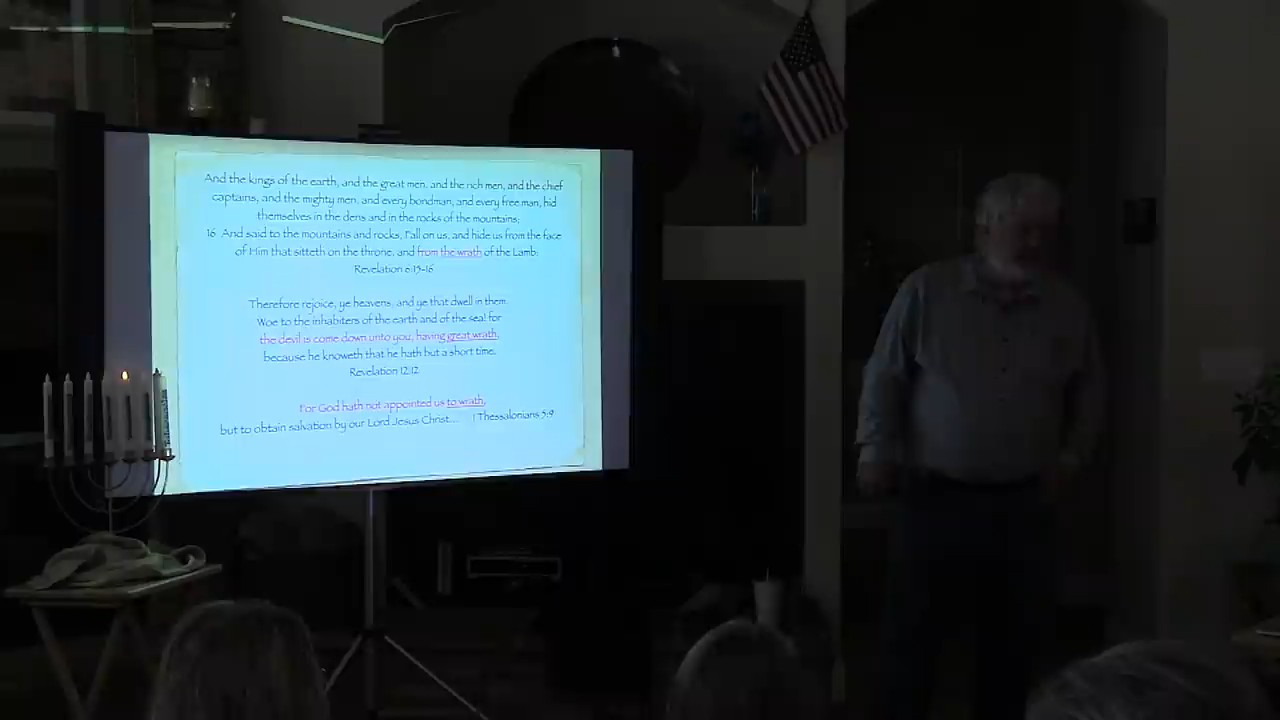 And the kings of the earth, and the great men, and the rich men, and the chief
captains, and the mighty men, and every bondman, and every free man, hid
themselves in the dens and in the rocks of the mountains;
16 And said to the mountains and rocks, Fall on us, and hide us from the face
of Him that sitteth on the throne, and from the wrath of the Lamb:
Revelation 6:15-16
Therefore rejoice, ye heavens, and ye that dwell in them.
Woe to the inhabiters of the earth and of the sea! for
the devil is come down unto you, having great wrath,
because he knoweth that he hath but a short time.
Revelation 12:12
For God hath not appointed us to wrath,
but to obtain salvation by our Lord Jesus Christ... 1 Thessalonians 5:9